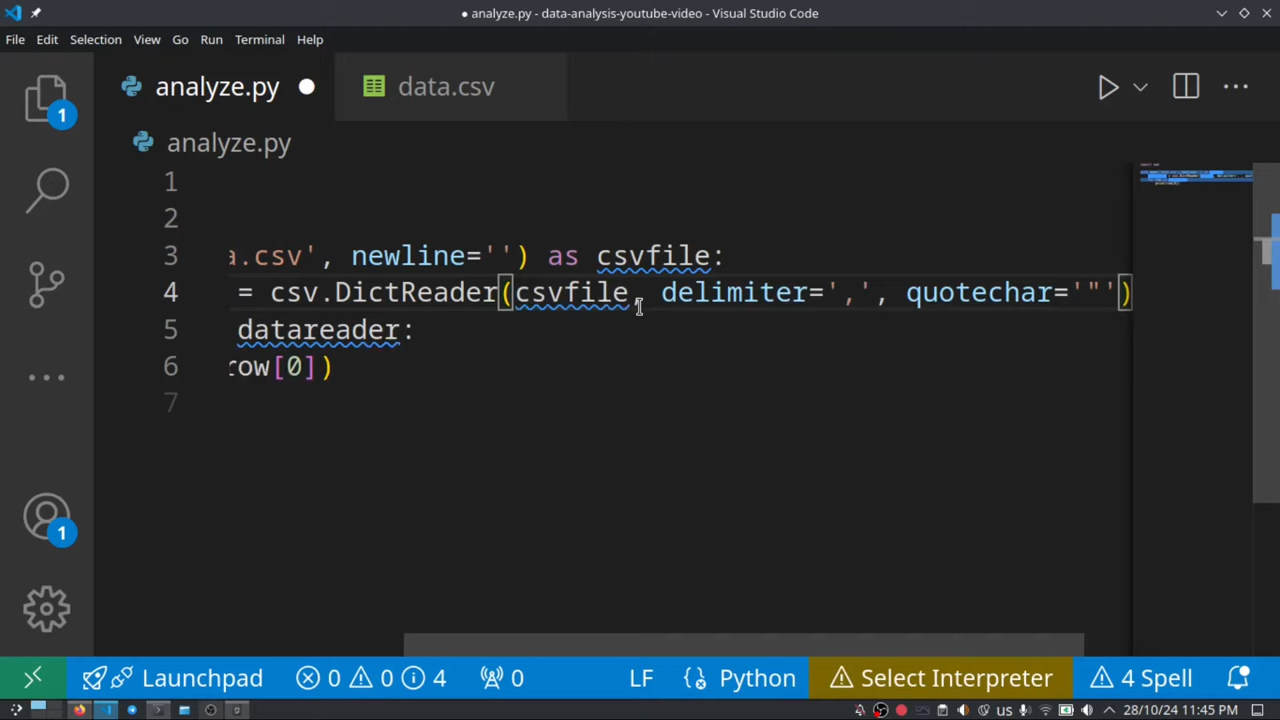 analyze.py - data-analysis-youtube-video - Visual Studio Code
File Edit Selection View Go Run Terminal Help
analyze.py data.csv
analyze.py
1
2
3 a.csv', newline='') as csvfile:
4 = csv.DictReader(csvfile, delimiter=',', quotechar='"')
5 datareader:
6 row[0])
7
1
1
Launchpad 0 0 4 0 LF Python Select Interpreter 4 Spell
us 28/10/24 11:45 PM